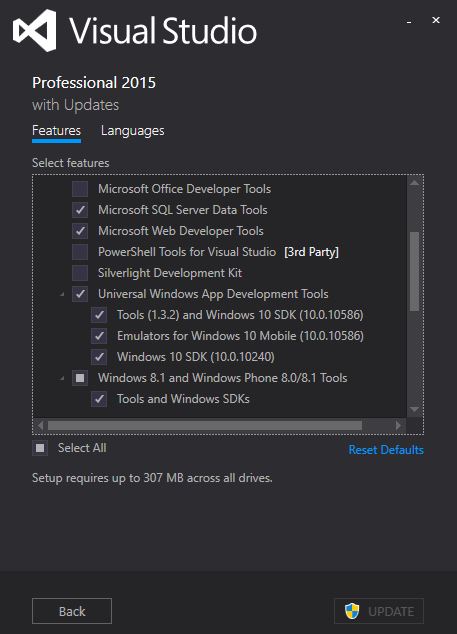 Visual Studio
Professional 2015
with Updates
Features Languages
Select features
Microsoft Office Developer Tools
Microsoft SQL Server Data Tools
Microsoft Web Developer Tools
PowerShell Tools for Visual Studio [3rd Party]
Silverlight Development Kit
Universal Windows App Development Tools
Tools (1.3.2) and Windows 10 SDK (10.0.10586)
Emulators for Windows 10 Mobile (10.0.10586)
Windows 10 SDK (10.0.10240)
Windows 8.1 and Windows Phone 8.0/8.1 Tools
Tools and Windows SDKs
Select All Reset Defaults
Setup requires up to 307 MB across all drives.
Back UPDATE